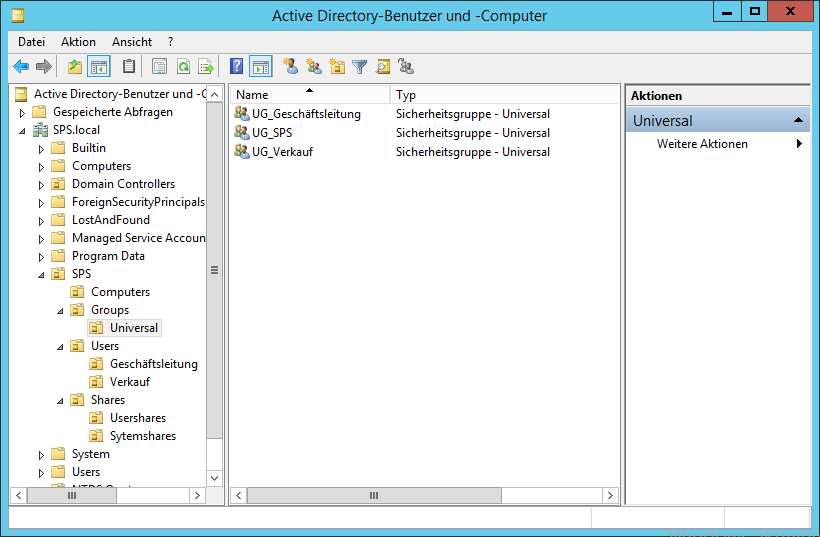 Active Directory-Benutzer und -Computer
Datei Aktion Ansicht ?
Active Directory-Benutzer und -C
Gespeicherte Abfragen
SPS.local
Builtin
Computers
Domain Controllers
ForeignSecurityPrincipals
LostAndFound
Managed Service Accoun
Program Data
SPS
Computers
Groups
Universal
Users
Geschäftsleitung
Verkauf
Shares
Usershares
Sytemshares
System
Users
Name Typ
UG_Geschäftsleitung Sicherheitsgruppe - Universal
UG_SPS Sicherheitsgruppe - Universal
UG_Verkauf Sicherheitsgruppe - Universal
Aktionen
Universal
Weitere Aktionen